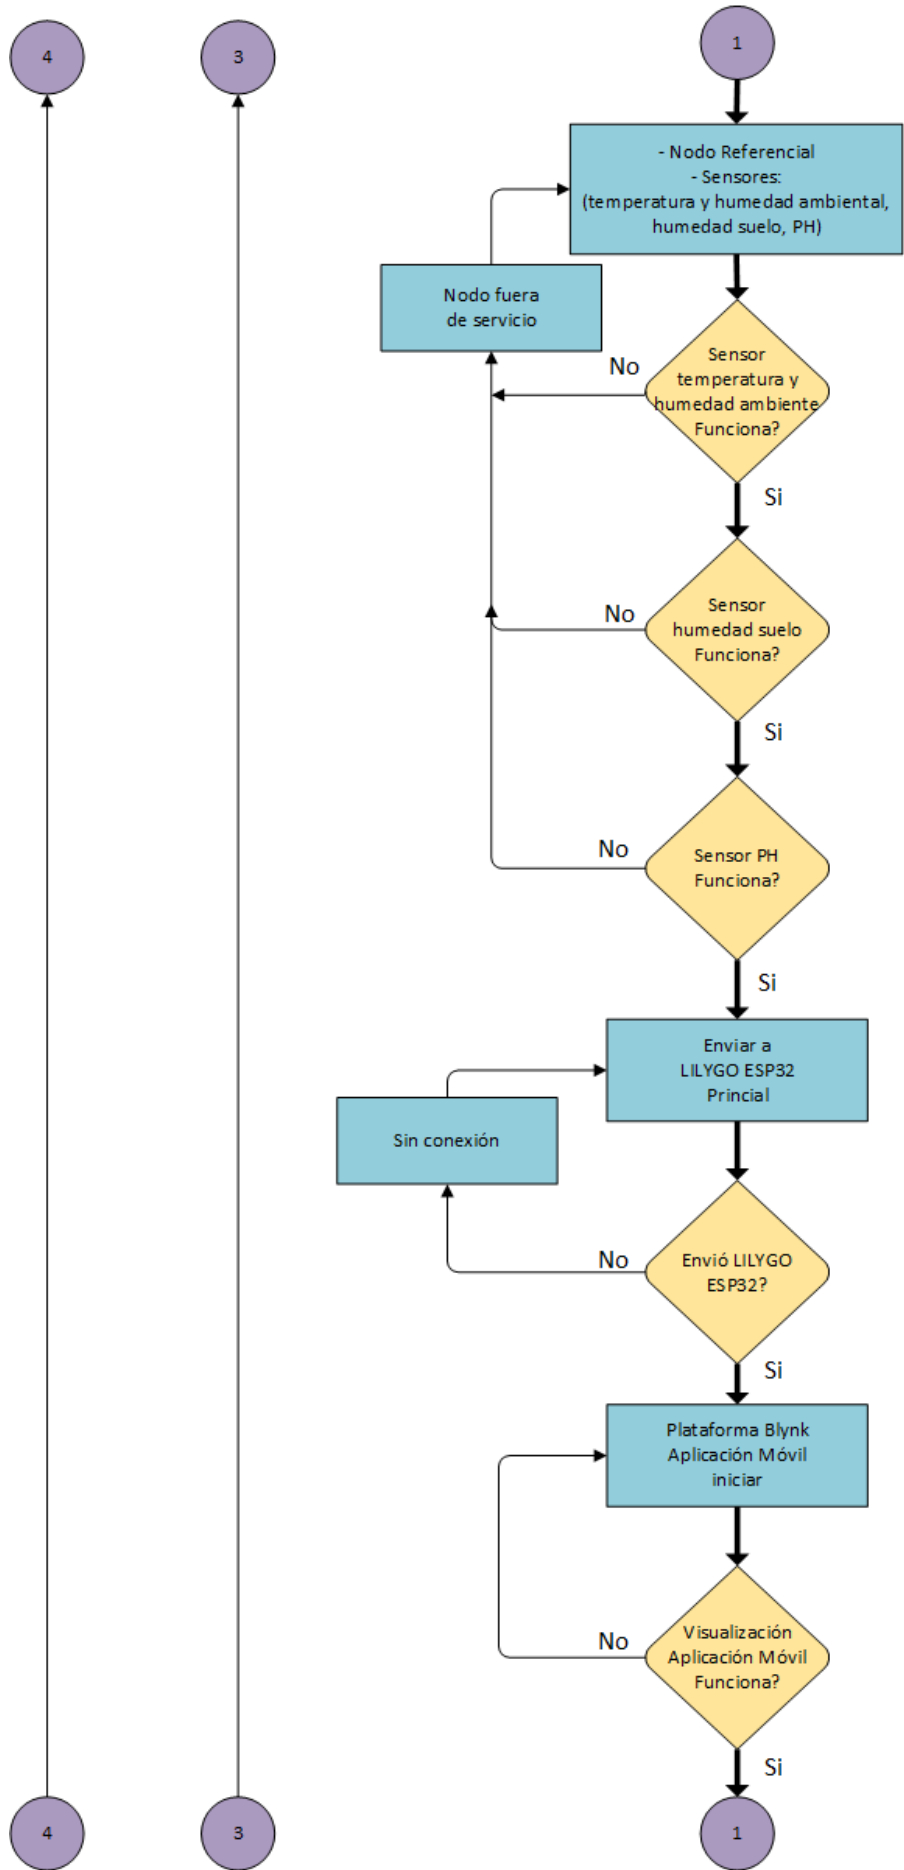 4
3
1
- Nodo Referencial
- Sensores:
(temperatura y humedad ambiental,
humedad suelo, PH)
Nodo fuera
de servicio
No
Sensor
temperatura y
humedad ambiente
Funciona?
Si
No
Sensor
humedad suelo
Funciona?
Si
No
Sensor PH
Funciona?
Si
Enviar a
LILYGO ESP32
Princial
Sin conexión
No
Envió LILYGO
ESP32?
Si
Plataforma Blynk
Aplicación Móvil
iniciar
No
Visualización
Aplicación Móvil
Funciona?
Si
4
3
1